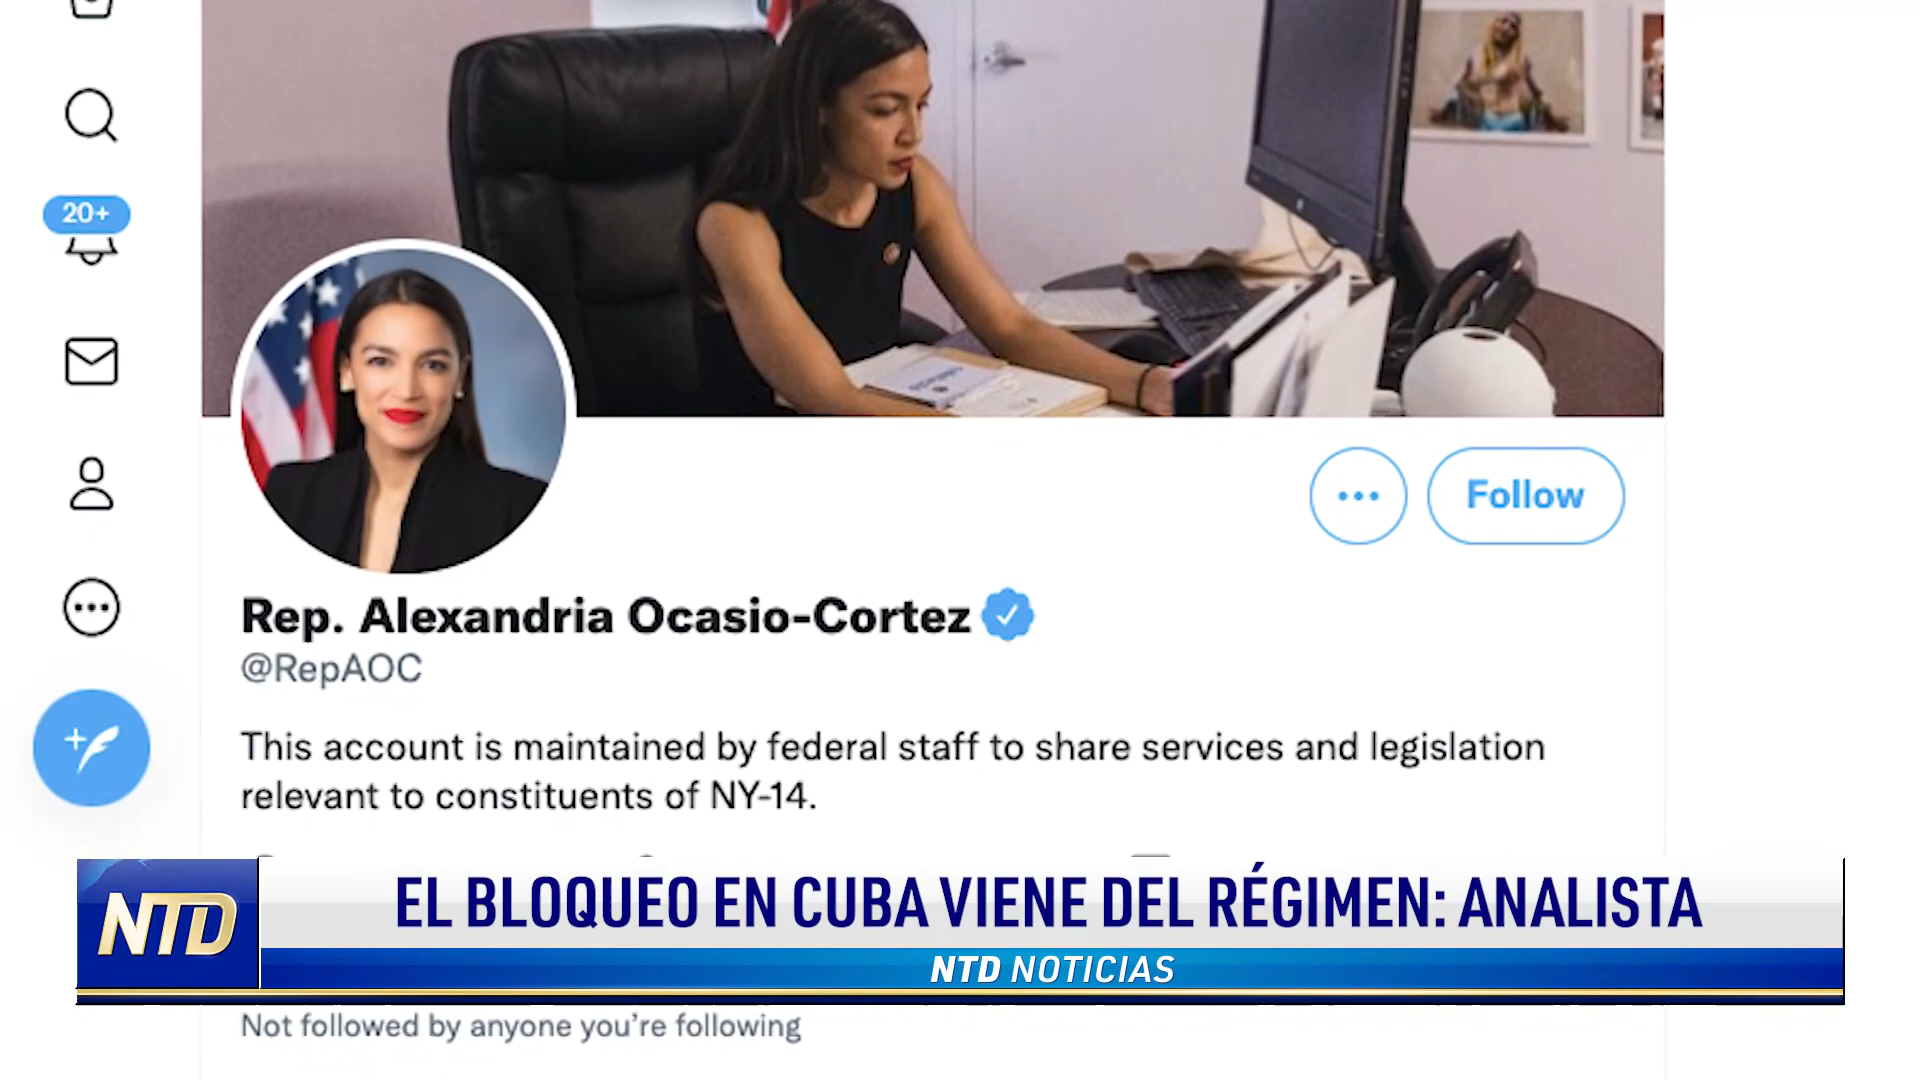 20+
Follow
Rep. Alexandria Ocasio-Cortez
@RepAOC
This account is maintained by federal staff to share services and legislation
relevant to constituents of NY-14.
NTD
EL BLOQUEO EN CUBA VIENE DEL RÉGIMEN: ANALISTA
NTD NOTICIAS
Not followed by anyone you're following